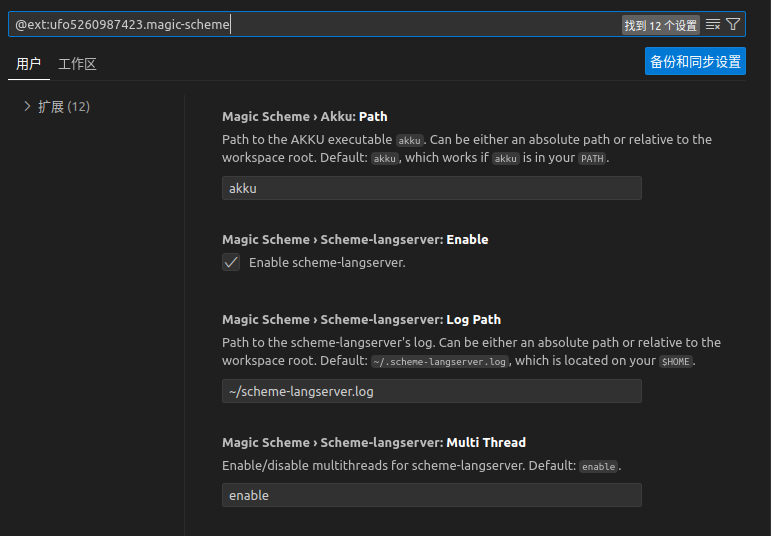 @ext:ufo5260987423.magic-scheme
找到 12 个设置
用户
工作区
备份和同步设置
扩展 (12)
Magic Scheme › Akku: Path
Path to the AKKU executable akku. Can be either an absolute path or relative to the
workspace root. Default: akku, which works if akku is in your PATH.
akku
Magic Scheme › Scheme-langserver: Enable
Enable scheme-langserver.
Magic Scheme › Scheme-langserver: Log Path
Path to the scheme-langserver's log. Can be either an absolute path or relative to the
workspace root. Default: ~/.scheme-langserver.log, which is located on your $HOME.
~/scheme-langserver.log
Magic Scheme › Scheme-langserver: Multi Thread
Enable/disable multithreads for scheme-langserver. Default: enable.
enable